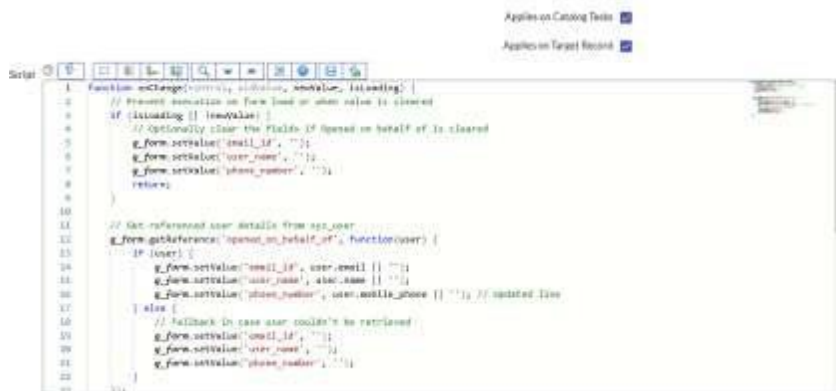 Applies on Catalog Tasks
Applies on Target Record
Script
1 function onChange(control, oldValue, newValue, isLoading) {
2 // Prevent execution on form load or when value is cleared
3 if (isLoading || !newValue) {
4 // Optionally clear the fields if Opened on behalf of is cleared
5 g_form.setValue('email_id', '');
6 g_form.setValue('user_name', '');
7 g_form.setValue('phone_number', '');
8 return;
9 }
10
11 // Get referenced user details from sys_user
12 g_form.getReference('opened_on_behalf_of', function(user) {
13 if (user) {
14 g_form.setValue('email_id', user.email || '');
15 g_form.setValue('user_name', user.name || '');
16 g_form.setValue('phone_number', user.mobile_phone || ''); // updated line
17 } else {
18 // Fallback in case user couldn't be retrieved
19 g_form.setValue('email_id', '');
20 g_form.setValue('user_name', '');
21 g_form.setValue('phone_number', '');
22 }
23 });